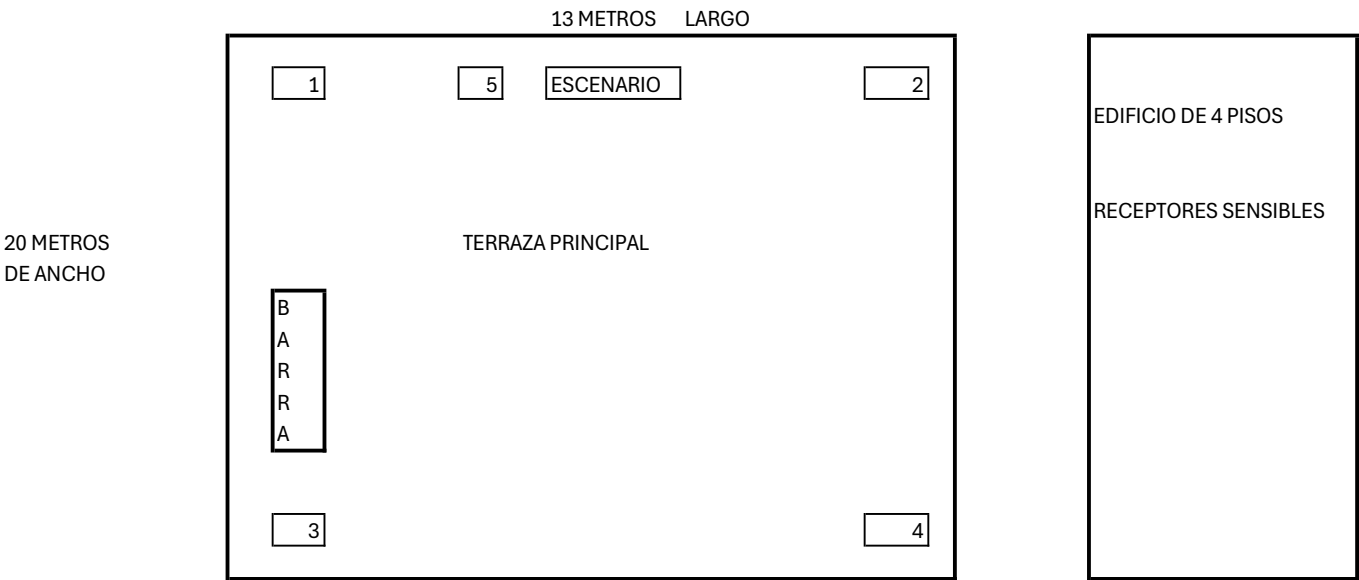 13 METROS LARGO
1 5 ESCENARIO 2
EDIFICIO DE 4 PISOS
RECEPTORES SENSIBLES
20 METROS TERRAZA PRINCIPAL
DE ANCHO
B
A
R
R
A
3 4